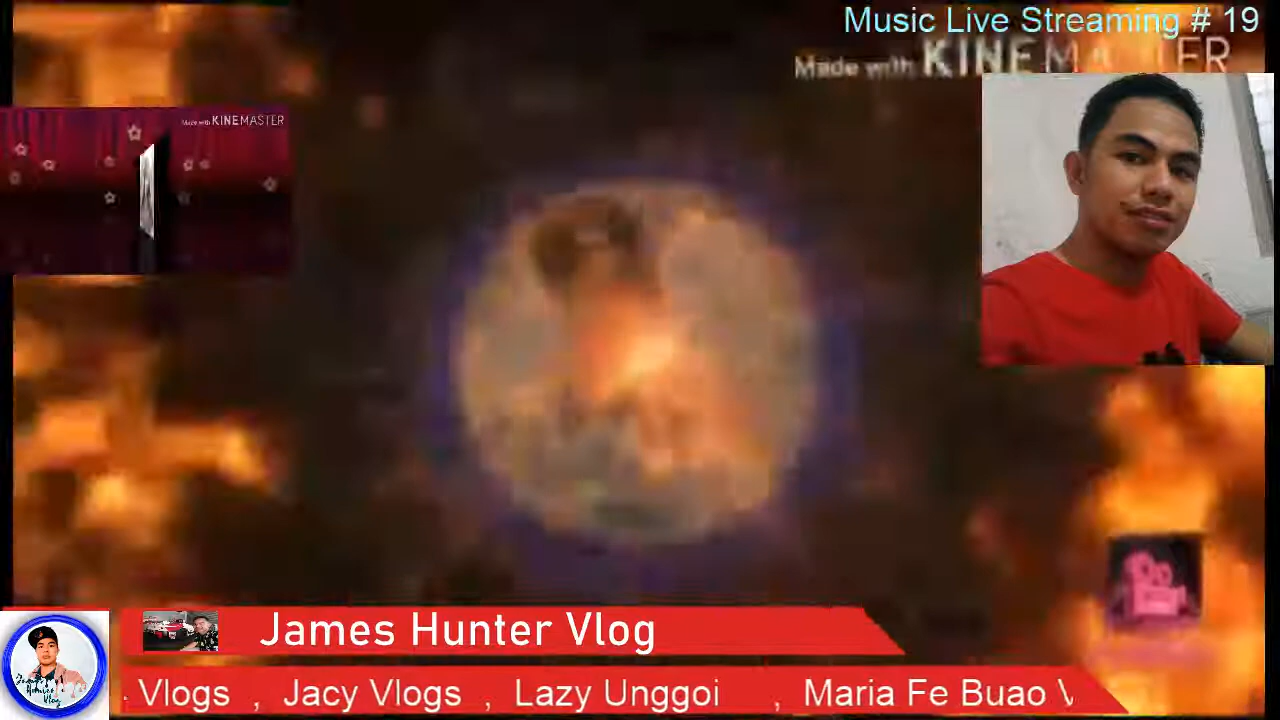 Music Live Streaming # 19
Made with KINEMASTER
Made with KINEMASTER
James Hunter Vlog
Vlogs , Jacy Vlogs , Lazy Unggoi , Maria Fe Buao V